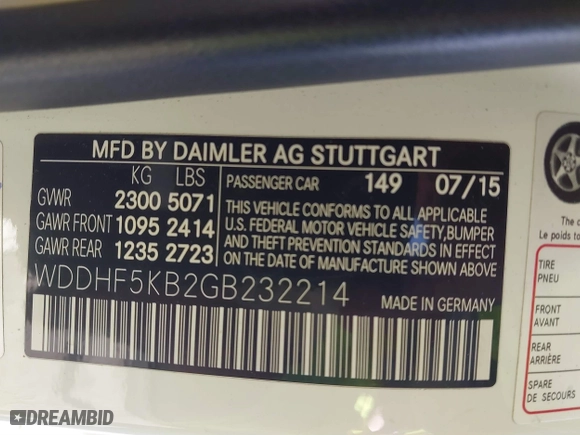 MFD BY DAIMLER AG STUTTGART
KG LBS
GVWR 2300 5071
GAWR FRONT 1095 2414
GAWR REAR 1235 2723
PASSENGER CAR 149 07/15
THIS VEHICLE CONFORMS TO ALL APPLICABLE
U.S. FEDERAL MOTOR VEHICLE SAFETY, BUMPER
AND THEFT PREVENTION STANDARDS IN EFFECT
ON THE DATE OF MANUFACTURE SHOWN ABOVE
WDDHF5KB2GB232214
MADE IN GERMANY
The
Le poids
TIRE
PNEU
FRONT
AVANT
REAR
ARRIÈRE
SPARE
DE SECOURS
DREAMBID